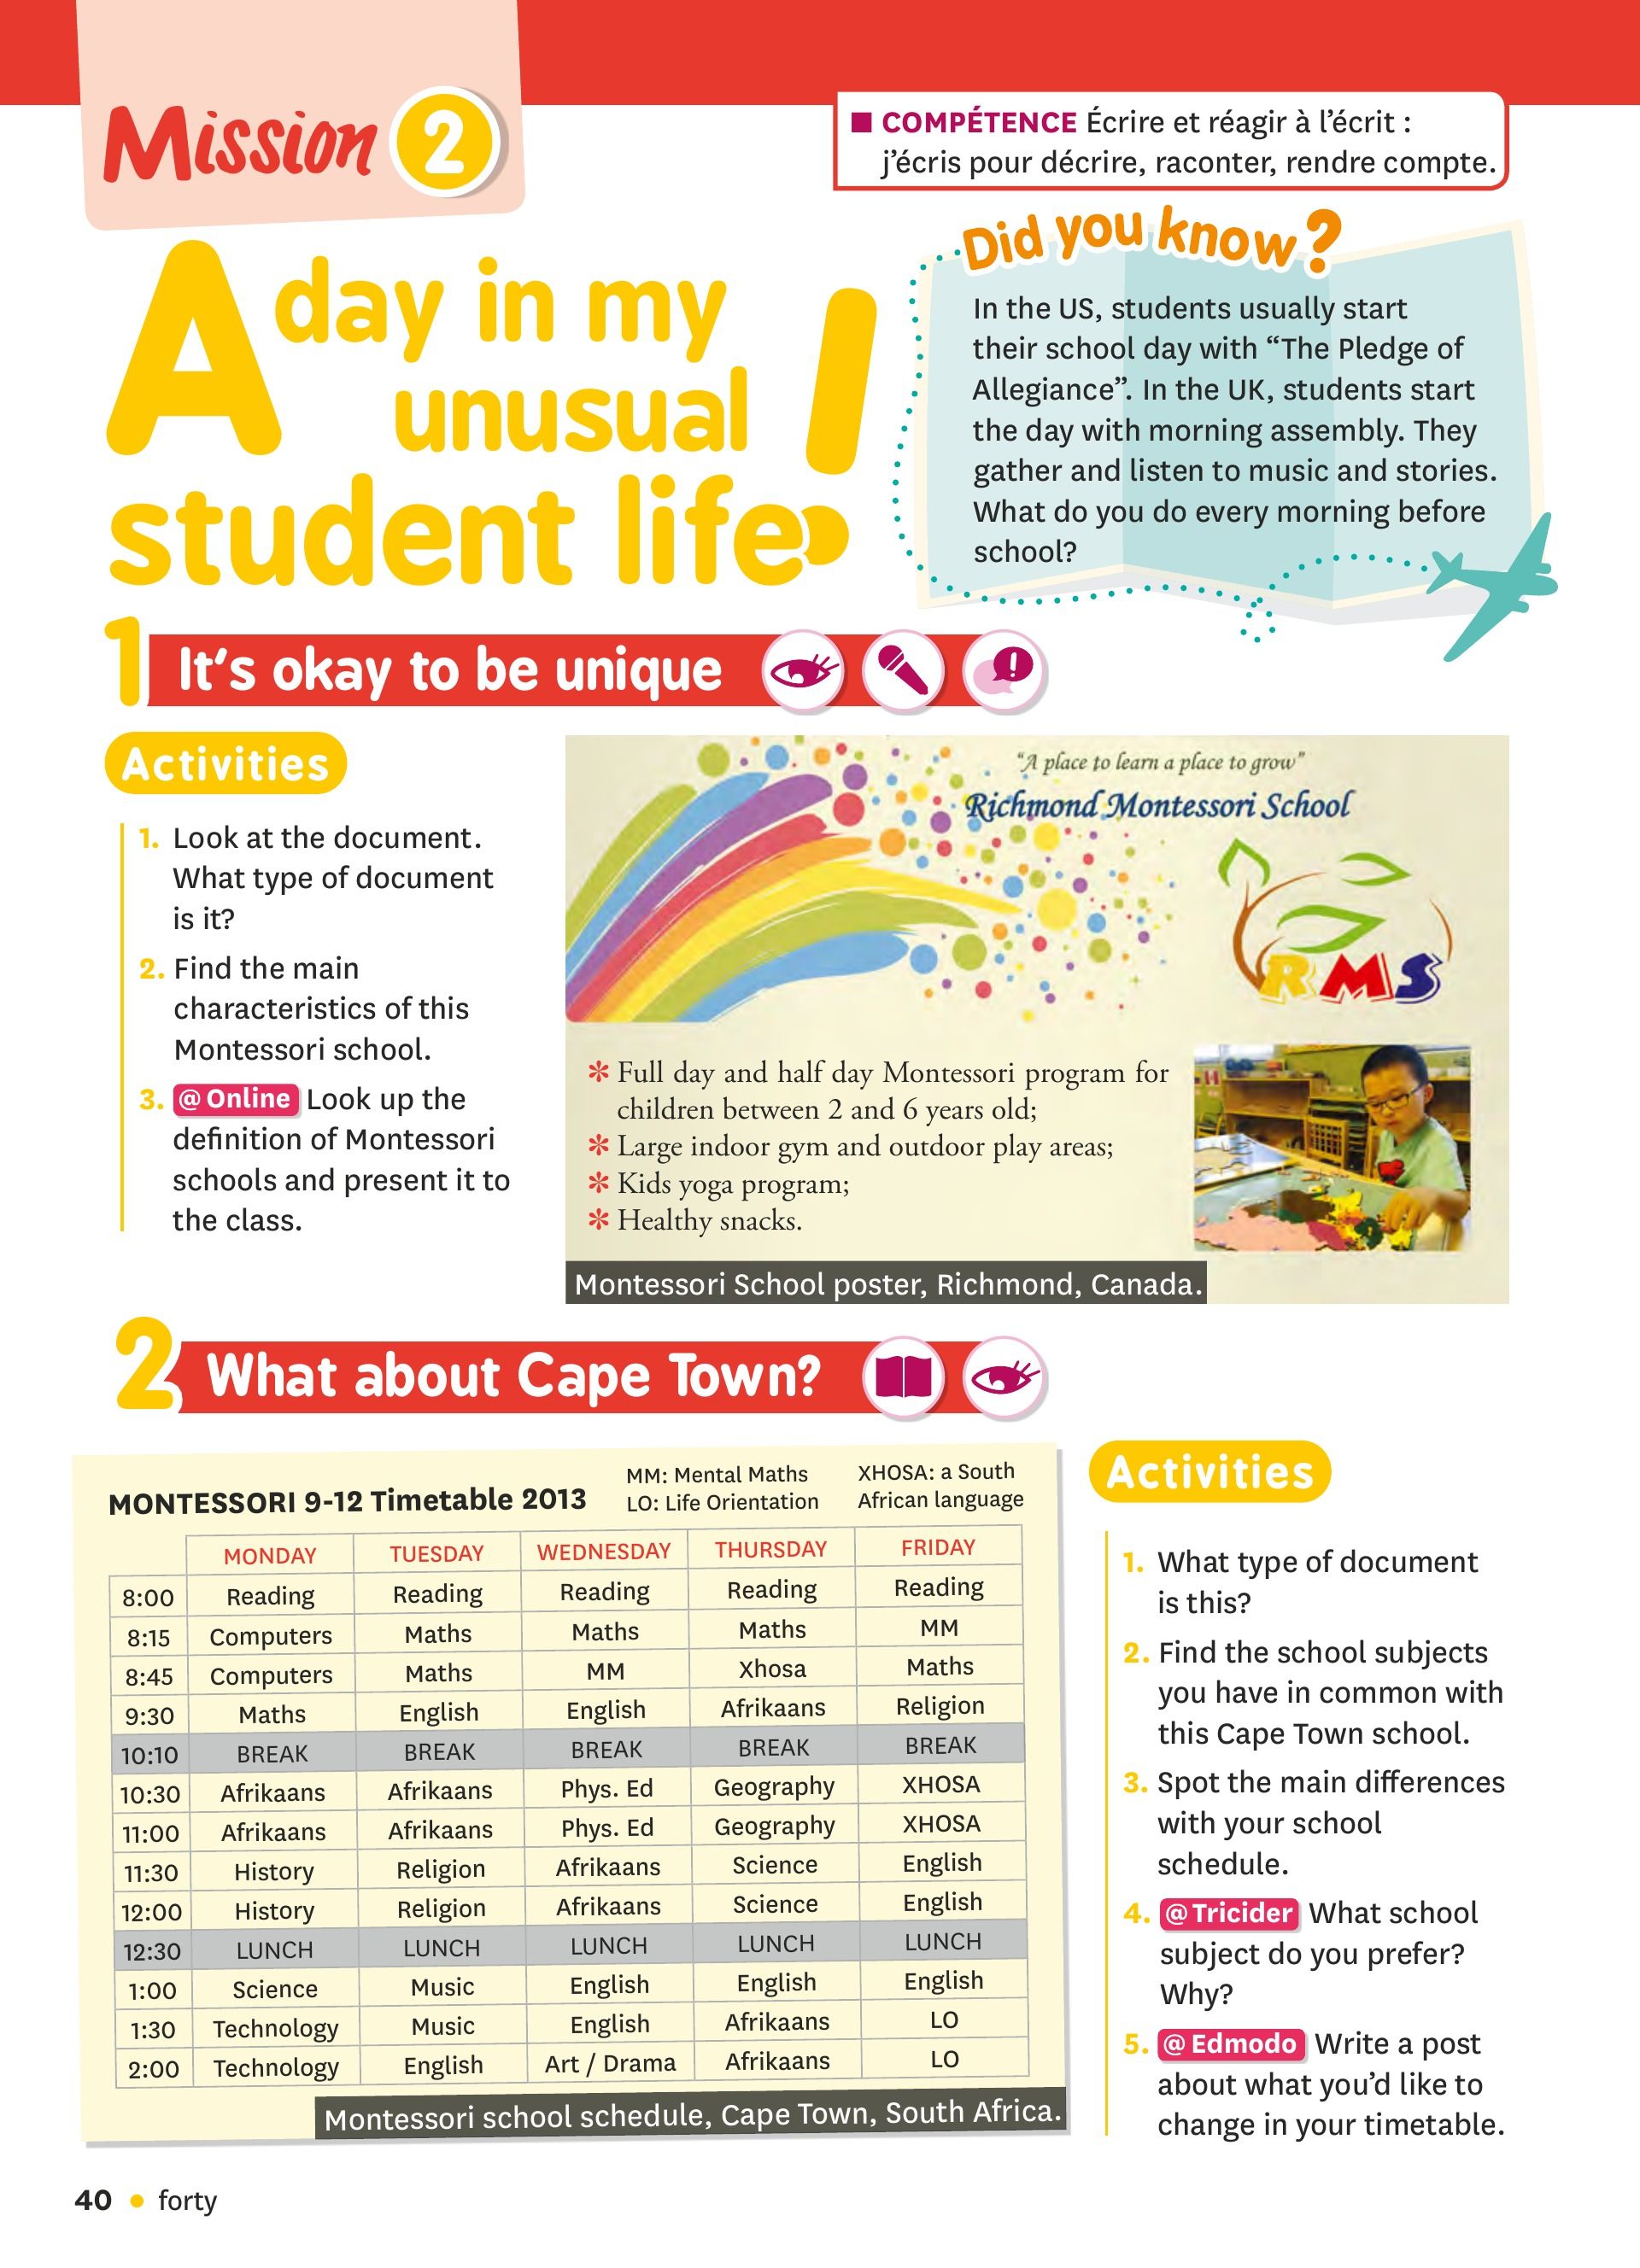 Mission 2
■ COMPÉTENCE Écrire et réagir à l'écrit :
j'écris pour décrire, raconter, rendre compte.
A day in my
unusual
student life!
Did you know?
In the US, students usually start
their school day with “The Pledge of
Allegiance”. In the UK, students start
the day with morning assembly. They
gather and listen to music and stories.
What do you do every morning before
school?
1 It's okay to be unique
Activities
1. Look at the document.
What type of document
is it?
2. Find the main
characteristics of this
Montessori school.
3. @ Online Look up the
definition of Montessori
schools and present it to
the class.
“A place to learn a place to grow”
Richmond Montessori School
RMS
* Full day and half day Montessori program for
children between 2 and 6 years old;
* Large indoor gym and outdoor play areas;
* Kids yoga program;
* Healthy snacks.
Montessori School poster, Richmond, Canada.
2 What about Cape Town?
MONTESSORI 9-12 Timetable 2013
MM: Mental Maths
LO: Life Orientation
XHOSA: a South
African language
MONDAY TUESDAY WEDNESDAY THURSDAY FRIDAY
8:00 Reading Reading Reading Reading Reading
8:15 Computers Maths Maths Maths MM
8:45 Computers Maths MM Xhosa Maths
9:30 Maths English English Afrikaans Religion
10:10 BREAK BREAK BREAK BREAK BREAK
10:30 Afrikaans Afrikaans Phys. Ed Geography XHOSA
11:00 Afrikaans Afrikaans Phys. Ed Geography XHOSA
11:30 History Religion Afrikaans Science English
12:00 History Religion Afrikaans Science English
12:30 LUNCH LUNCH LUNCH LUNCH LUNCH
1:00 Science Music English English English
1:30 Technology Music English Afrikaans LO
2:00 Technology English Art / Drama Afrikaans LO
Montessori school schedule, Cape Town, South Africa.
Activities
1. What type of document
is this?
2. Find the school subjects
you have in common with
this Cape Town school.
3. Spot the main differences
with your school
schedule.
4. @ Tricider What school
subject do you prefer?
Why?
5. @ Edmodo Write a post
about what you'd like to
change in your timetable.
40 • forty